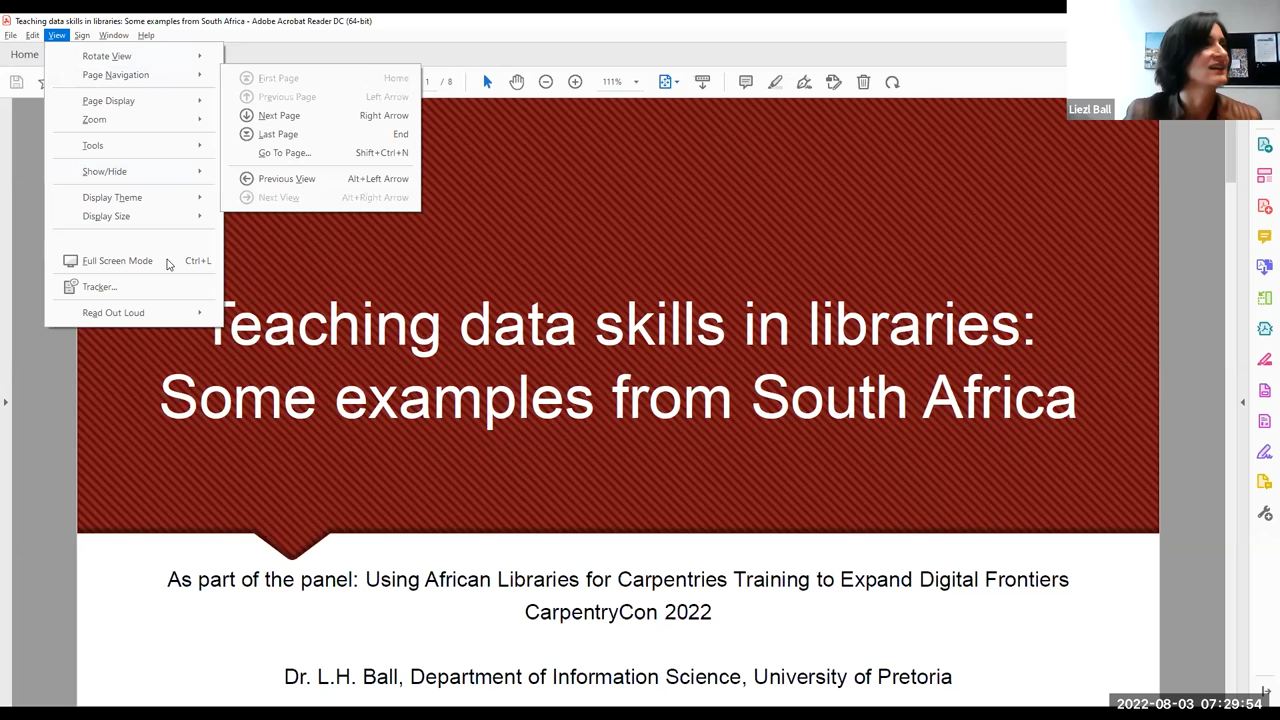 Teaching data skills in libraries: Some examples from South Africa - Adobe Acrobat Reader DC (64-bit)
File Edit View Sign Window Help
Home
1 / 8 111%
Rotate View
Page Navigation
Page Display
Zoom
Tools
Show/Hide
Display Theme
Display Size
Full Screen Mode Ctrl+L
Tracker...
Read Out Loud
First Page Home
Previous Page Left Arrow
Next Page Right Arrow
Last Page End
Go To Page... Shift+Ctrl+N
Previous View Alt+Left Arrow
Next View Alt+Right Arrow
Liezl Ball
Teaching data skills in libraries:
Some examples from South Africa
As part of the panel: Using African Libraries for Carpentries Training to Expand Digital Frontiers
CarpentryCon 2022
Dr. L.H. Ball, Department of Information Science, University of Pretoria
2022-08-03 07:29:54